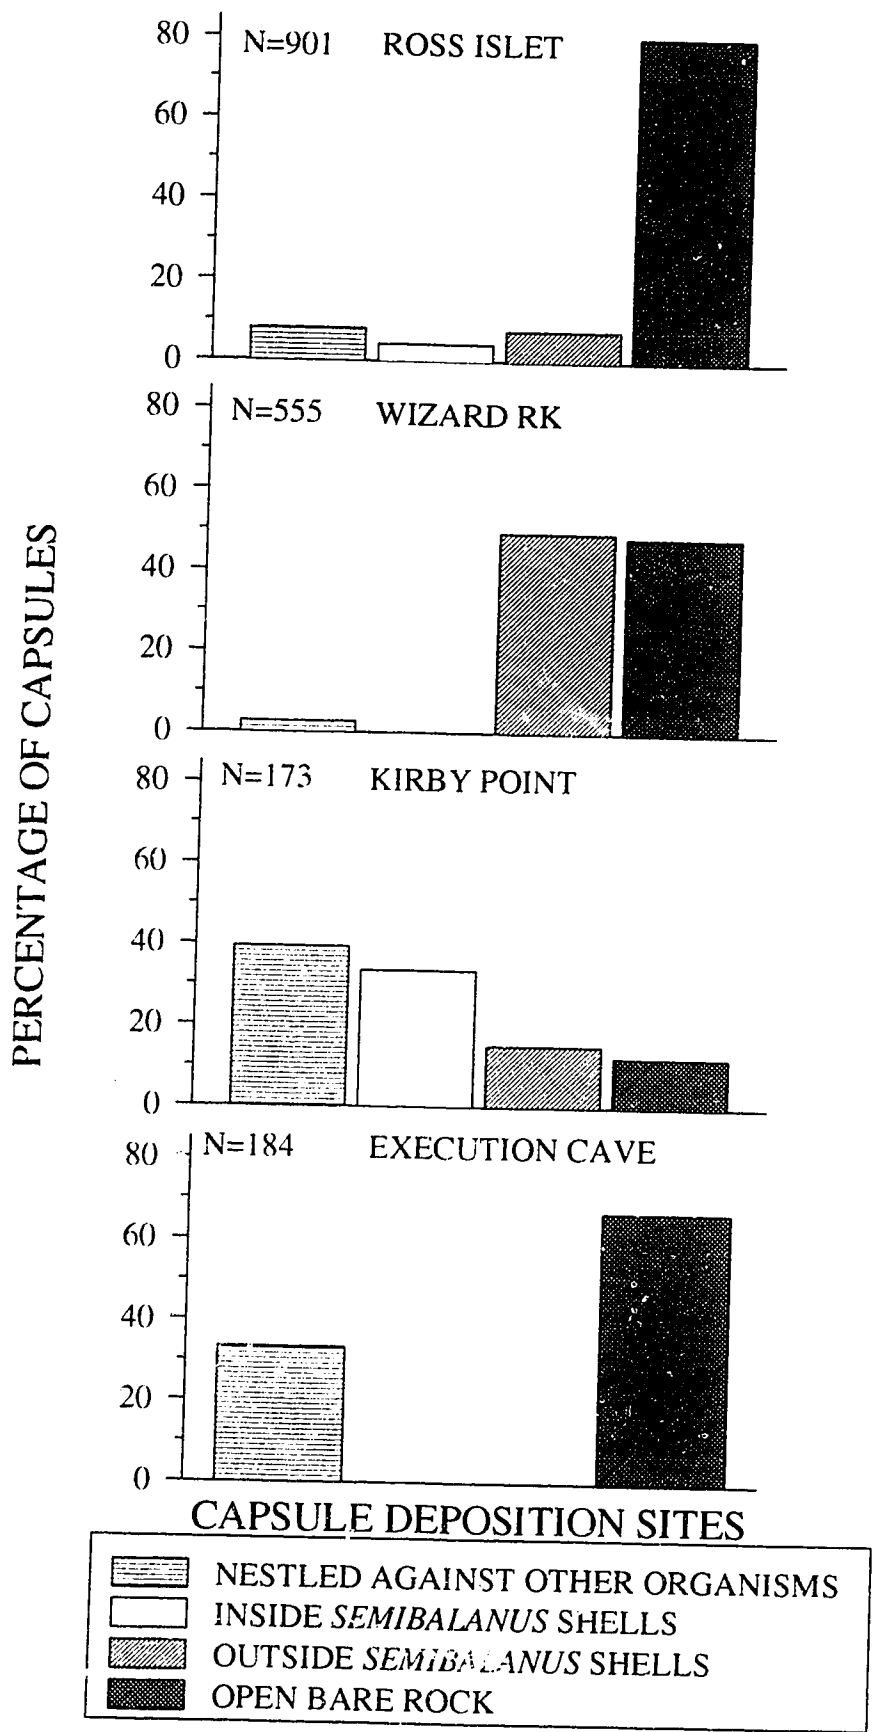 N=901 ROSS ISLET
80
60
40
20
0
N=555 WIZARD RK
80
60
40
20
0
N=173 KIRBY POINT
80
60
40
20
0
N=184 EXECUTION CAVE
80
60
40
20
0
PERCENTAGE OF CAPSULES
CAPSULE DEPOSITION SITES
NESTLED AGAINST OTHER ORGANISMS
INSIDE SEMIBALANUS SHELLS
OUTSIDE SEMIBALANUS SHELLS
OPEN BARE ROCK